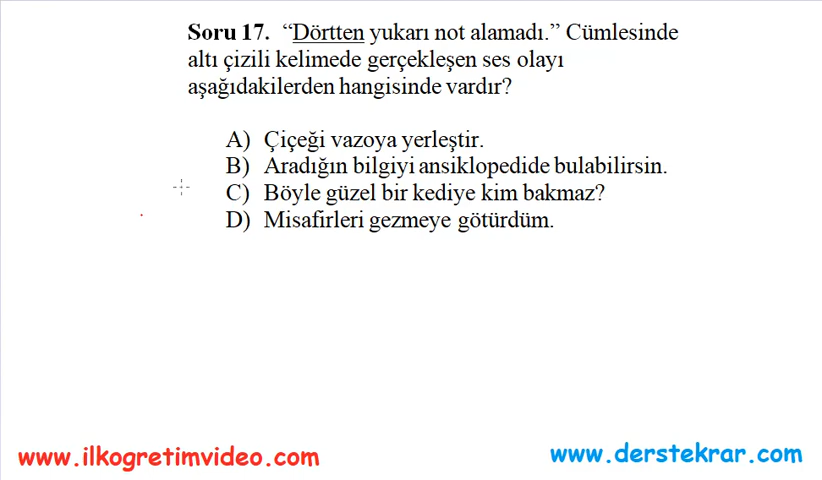 Soru 17. “Dörtten yukarı not alamadı.” Cümlesinde
altı çizili kelimede gerçekleşen ses olayı
aşağıdakilerden hangisinde vardır?
A) Çiçeği vazoya yerleştir.
B) Aradığın bilgiyi ansiklopedide bulabilirsin.
C) Böyle güzel bir kediye kim bakmaz?
D) Misafirleri gezmeye götürdüm.
www.ilkogretimvideo.com
www.derstekrar.com